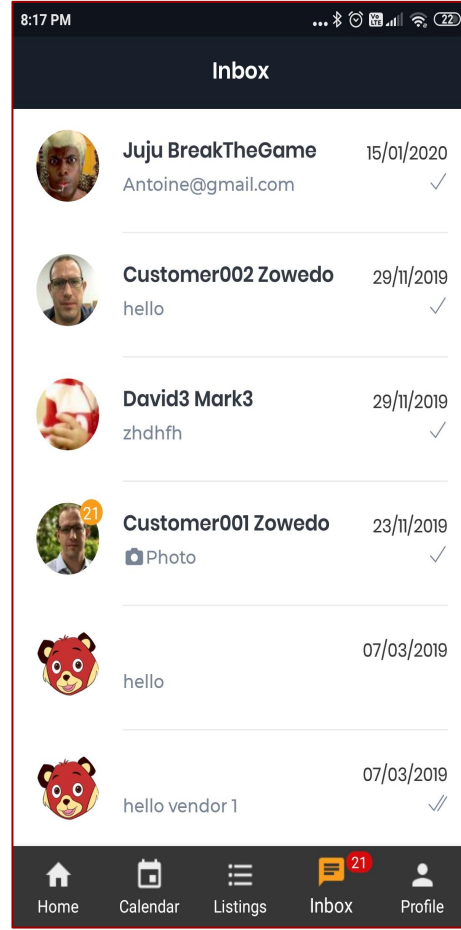 8:17 PM
Vo LTE
22
Inbox
Juju BreakTheGame
15/01/2020
Antoine@gmail.com
Customer002 Zowedo
29/11/2019
hello
David3 Mark3
29/11/2019
zhdhfh
21
Customer001 Zowedo
23/11/2019
Photo
07/03/2019
hello
07/03/2019
hello vendor 1
21
Home
Calendar
Listings
Inbox
Profile